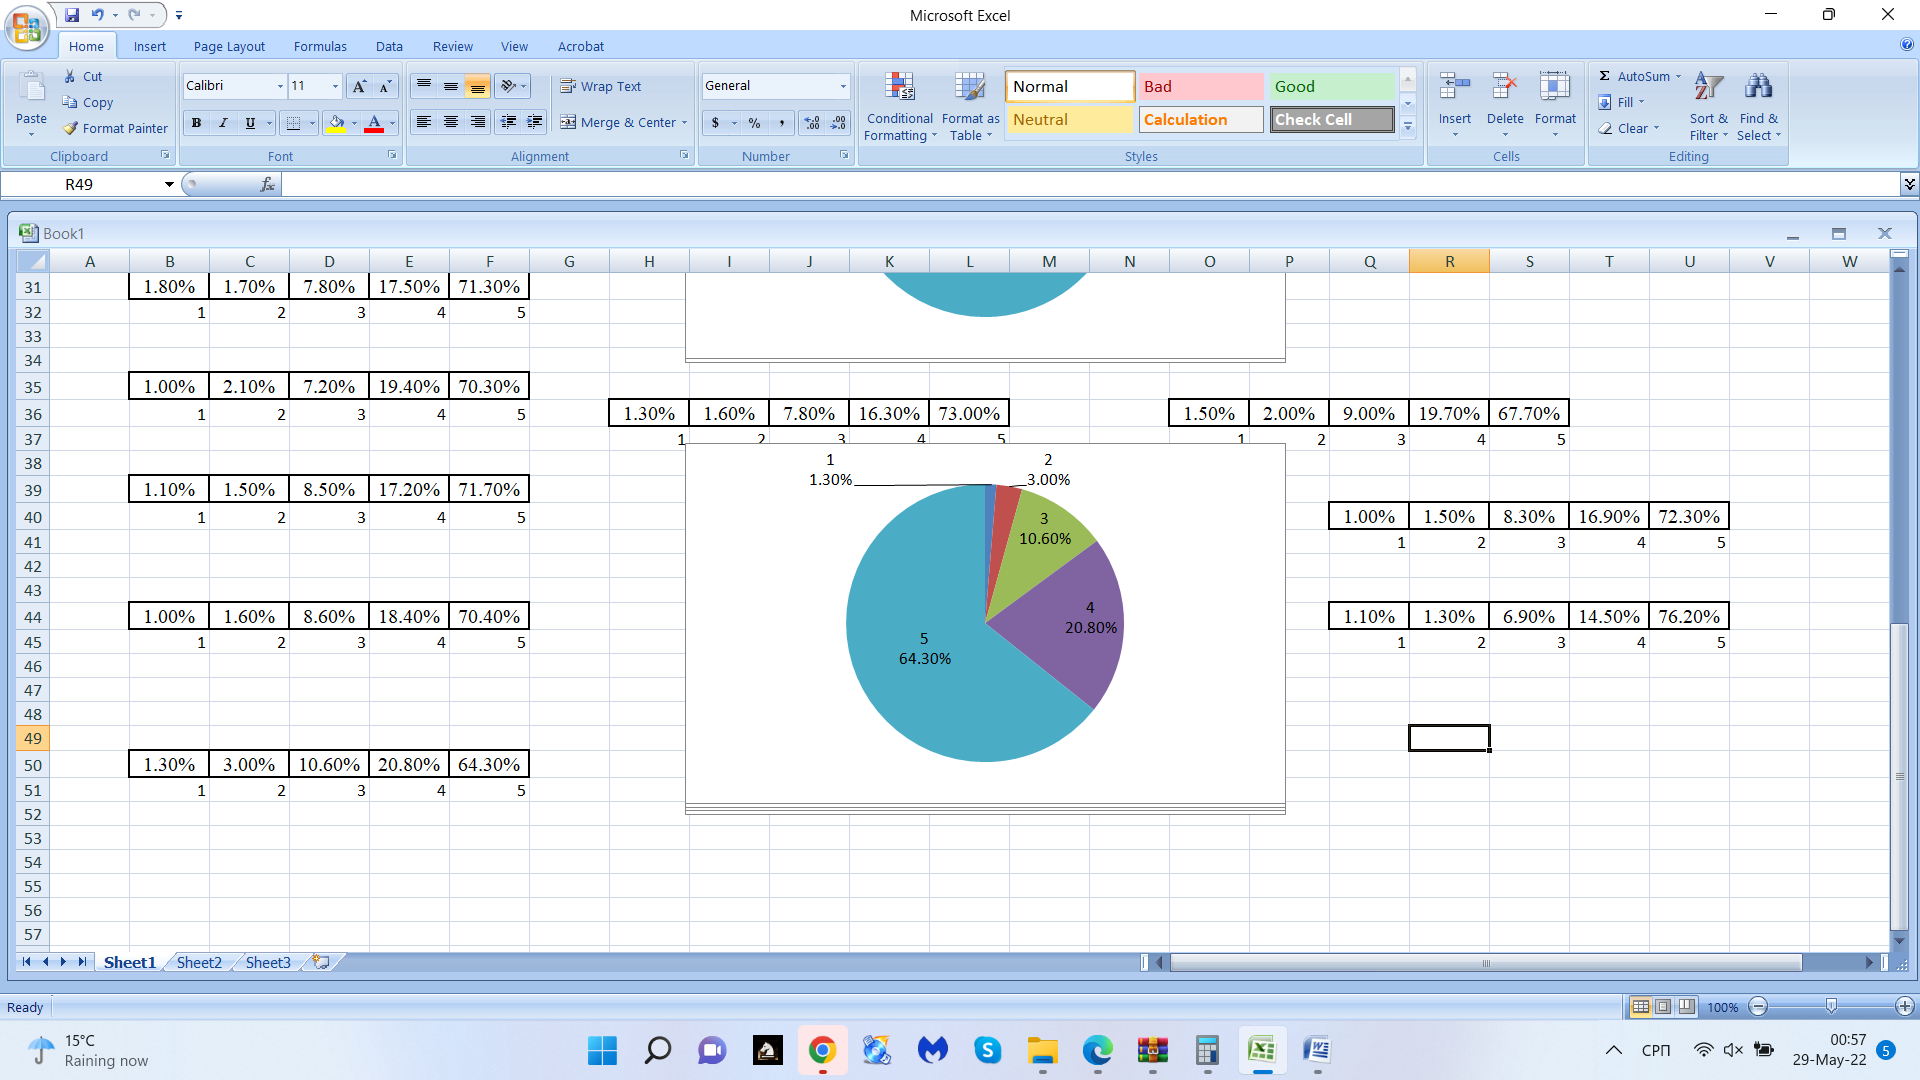 Microsoft Excel
Home Insert Page Layout Formulas Data Review View Acrobat
Paste
Cut
Copy
Format Painter
Clipboard
Calibri 11
B I U
Font
Wrap Text
Merge & Center
Alignment
General
$ % ,
Number
Conditional Formatting
Format as Table
Normal Bad Good
Neutral Calculation Check Cell
Styles
Insert Delete Format
Cells
AutoSum
Fill
Clear
Sort & Filter
Find & Select
Editing
R49
fx
Book1
A B C D E F G H I J K L M N O P Q R S T U V W
31 1.80% 1.70% 7.80% 17.50% 71.30%
32 1 2 3 4 5
33
34
35 1.00% 2.10% 7.20% 19.40% 70.30%
36 1 2 3 4 5 1.30% 1.60% 7.80% 16.30% 73.00% 1.50% 2.00% 9.00% 19.70% 67.70%
37 1 2 3 4 5 1 2 3 4 5
38
39 1.10% 1.50% 8.50% 17.20% 71.70%
40 1 2 3 4 5 1.00% 1.50% 8.30% 16.90% 72.30%
41 1 2 3 4 5
42
43
44 1.00% 1.60% 8.60% 18.40% 70.40% 1.10% 1.30% 6.90% 14.50% 76.20%
45 1 2 3 4 5 1 2 3 4 5
46
47
48
49
50 1.30% 3.00% 10.60% 20.80% 64.30%
51 1 2 3 4 5
52
53
54
55
56
57
1
1.30%
2
3.00%
3
10.60%
4
20.80%
5
64.30%
Sheet1 Sheet2 Sheet3
Ready
100%
15°C
Raining now
СРП
00:57
29-May-22
5